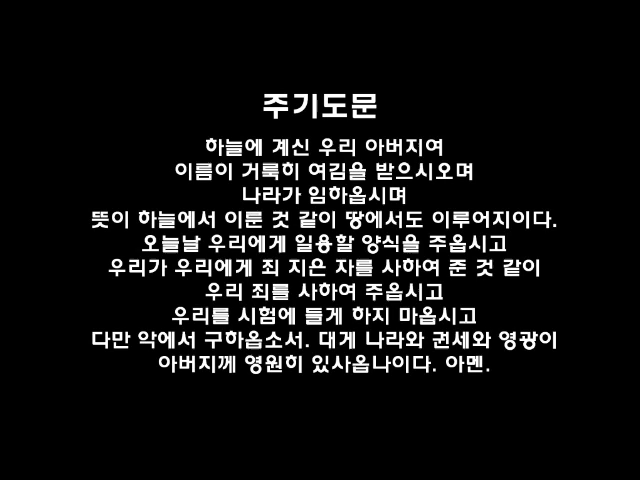 주기도문
하늘에 계신 우리 아버지여
이름이 거룩히 여김을 받으시오며
나라가 임하옵시며
뜻이 하늘에서 이룬 것 같이 땅에서도 이루어지이다.
오늘날 우리에게 일용할 양식을 주옵시고
우리가 우리에게 죄 지은 자를 사하여 준 것 같이
우리 죄를 사하여 주옵시고
우리를 시험에 들게 하지 마옵시고
다만 악에서 구하옵소서. 대게 나라와 권세와 영광이
아버지께 영원히 있사옵나이다. 아멘.